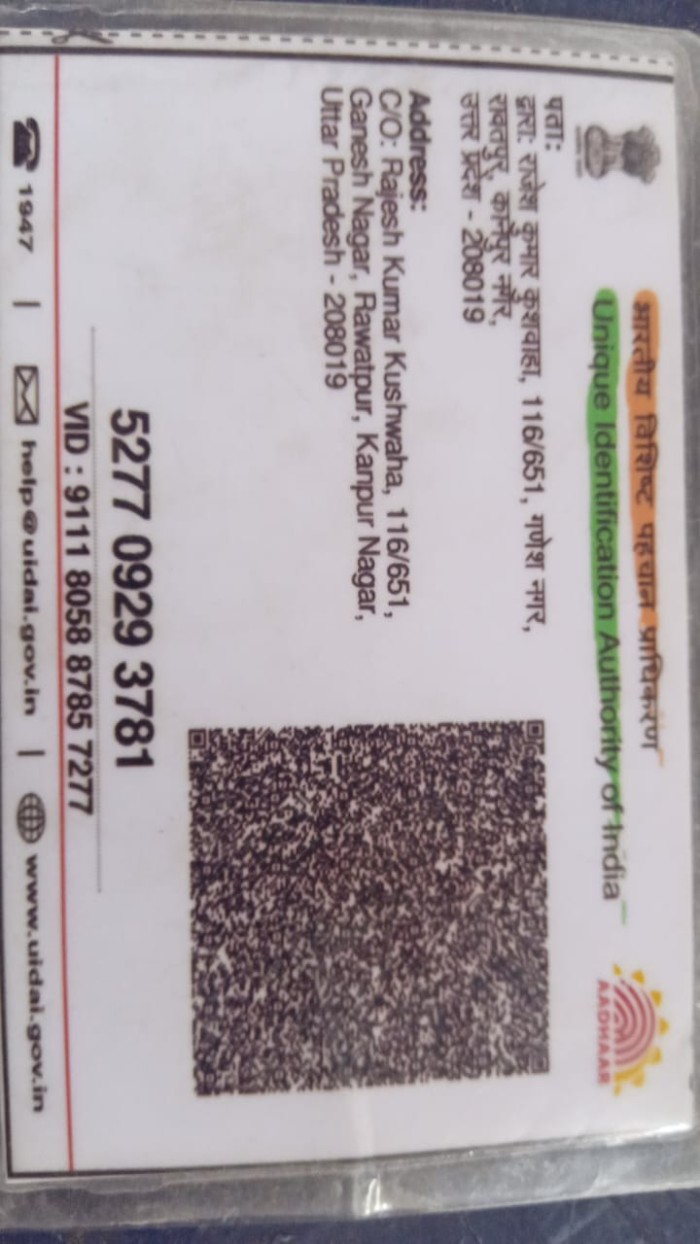 भारतीय विशिष्ट पहचान प्राधिकरण
Unique Identification Authority of India
AADHAAR
पता:
द्वारा: राजेश कुमार कुशवाहा, 116/651, गणेश नगर,
रावतपुर, कानपुर नगर,
उत्तर प्रदेश - 208019
Address:
C/O: Rajesh Kumar Kushwaha, 116/651,
Ganesh Nagar, Rawatpur, Kanpur Nagar,
Uttar Pradesh - 208019
5277 0929 3781
VID : 9111 8058 8785 7277
1947 | help@uidai.gov.in | www.uidai.gov.in